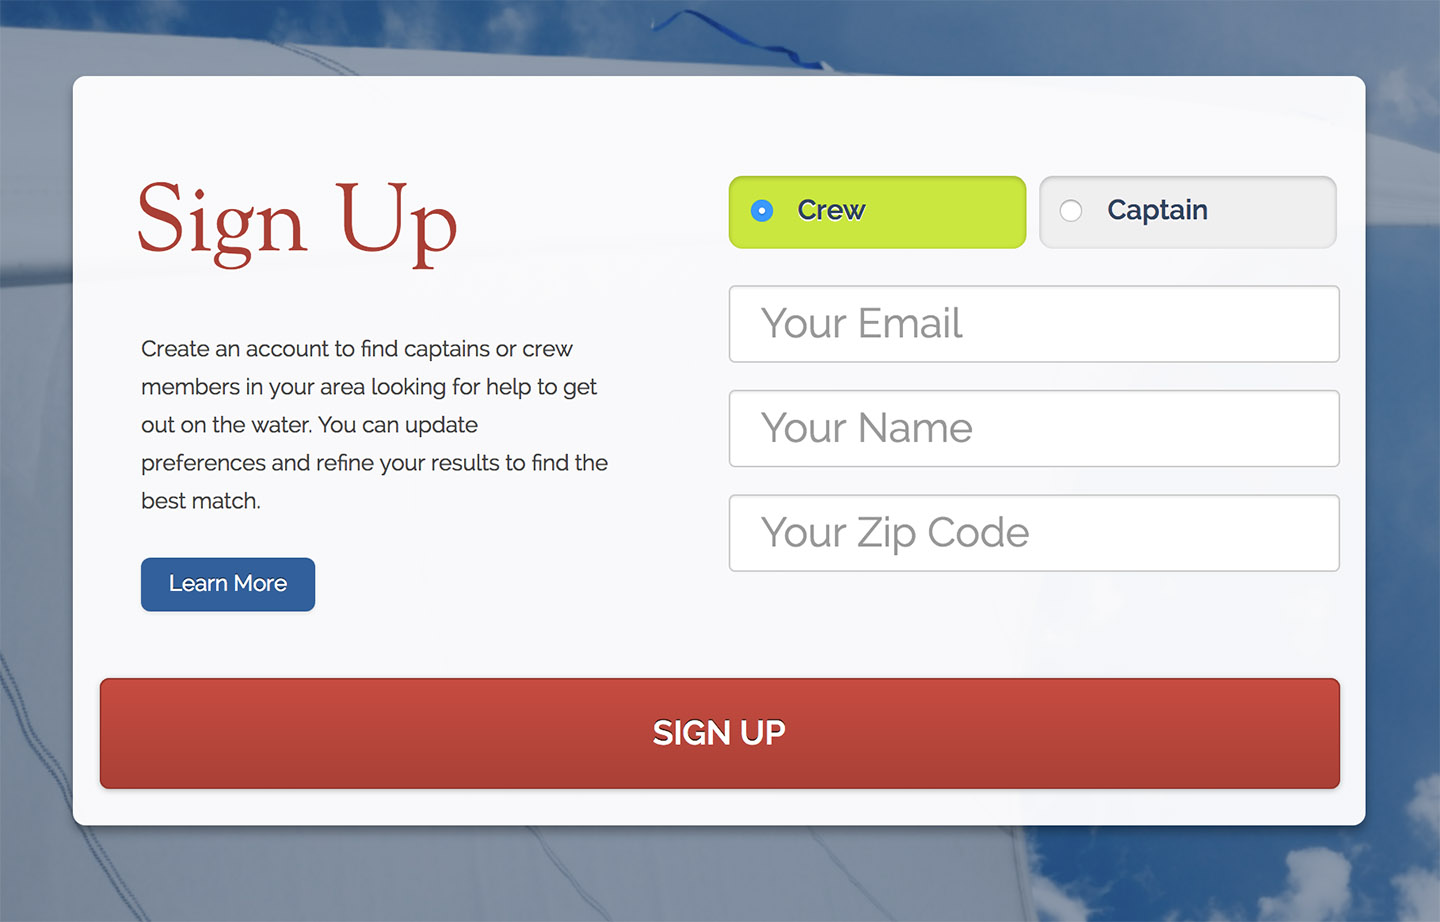 Sign Up
Create an account to find captains or crew
members in your area looking for help to get
out on the water. You can update
preferences and refine your results to find the
best match.
Learn More
Crew
Captain
Your Email
Your Name
Your Zip Code
SIGN UP